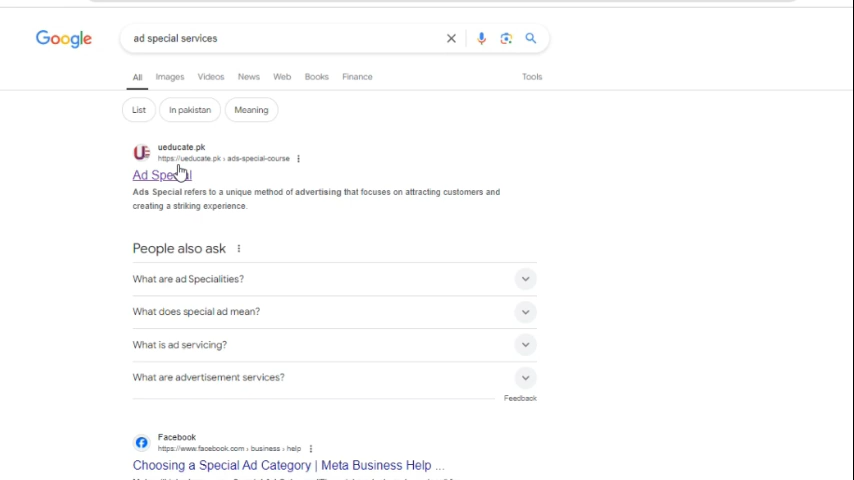 Google
ad special services
All Images Videos News Web Books Finance Tools
List In pakistan Meaning
ueducate.pk
https://ueducate.pk › ads-special-course
Ad Special
Ads Special refers to a unique method of advertising that focuses on attracting customers and
creating a striking experience.
People also ask
What are ad Specialities?
What does special ad mean?
What is ad servicing?
What are advertisement services?
Feedback
Facebook
https://www.facebook.com › business › help
Choosing a Special Ad Category | Meta Business Help ...